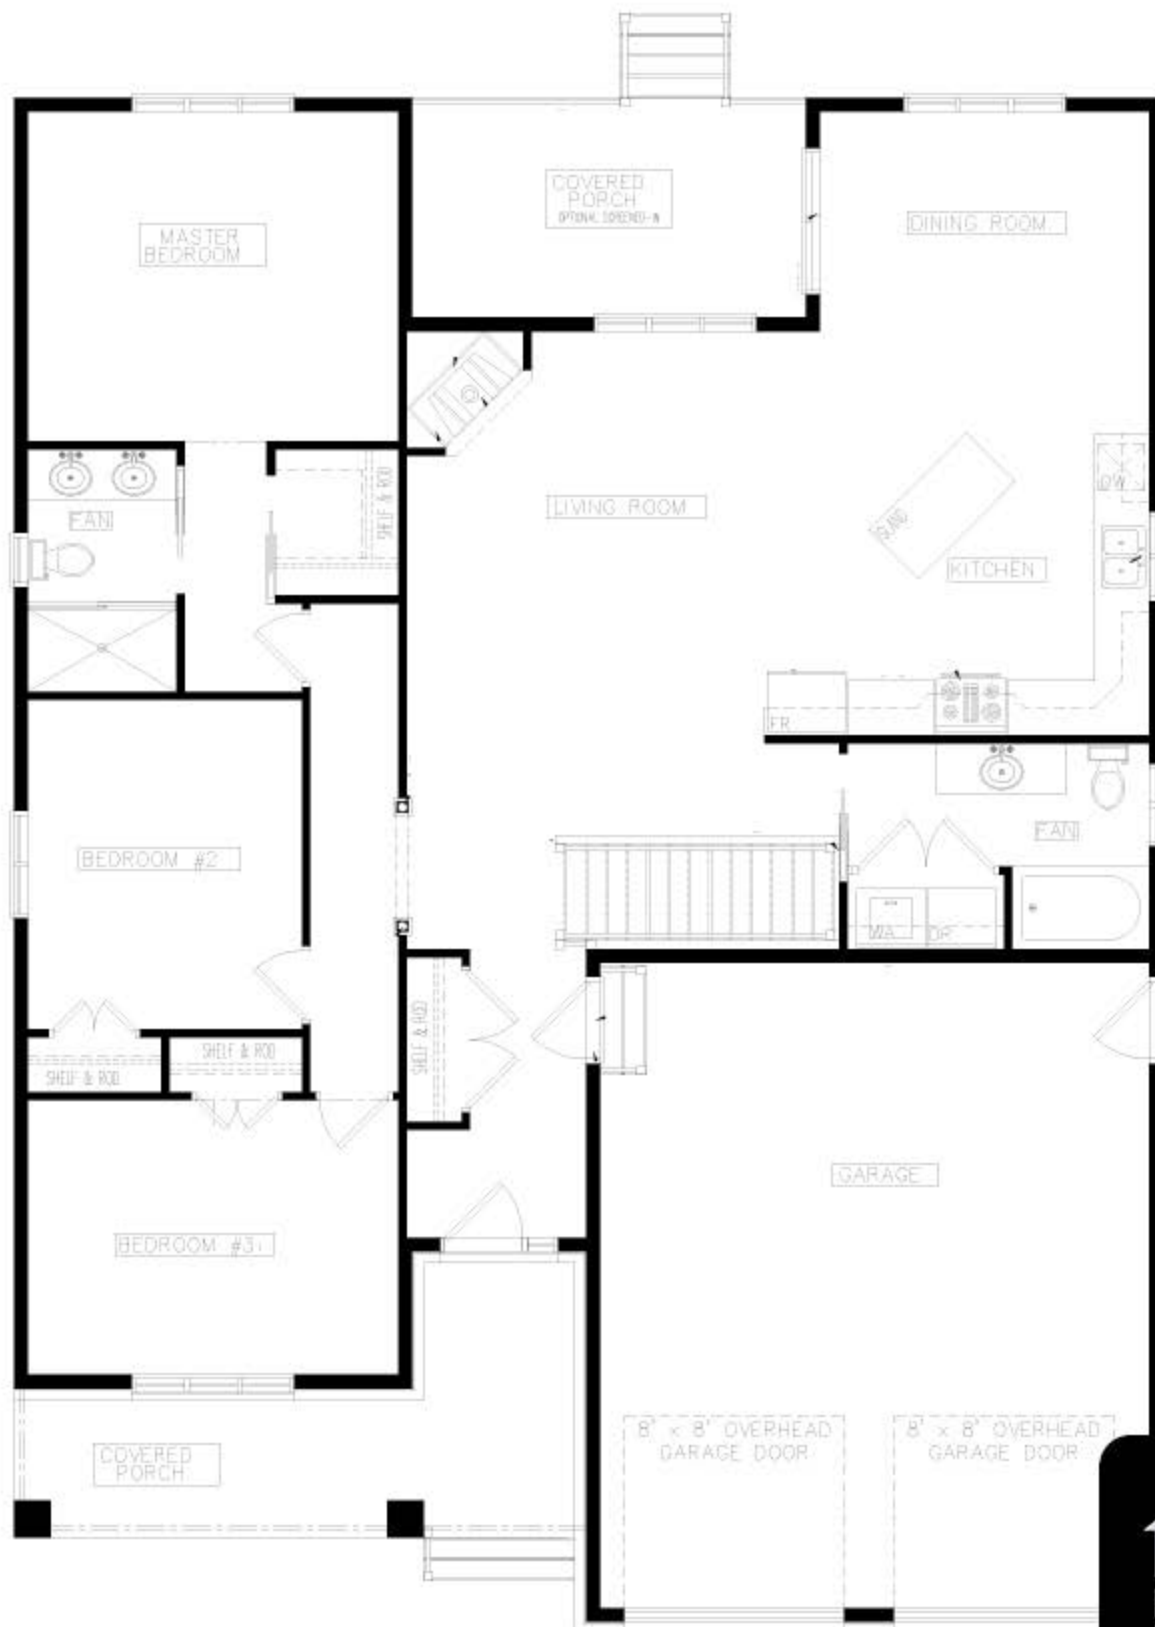 COVERED
PORCH
OPTIONAL SCREENED-IN
DINING ROOM
MASTER
BEDROOM
SHELF & ROD
FAN
LIVING ROOM
ISLAND
DW
KITCHEN
FR
BEDROOM #2
FAN
WA
DR
SHELF & ROD
SHELF & ROD
SHELF & ROD
GARAGE
BEDROOM #3
8' x 8' OVERHEAD
GARAGE DOOR
8' x 8' OVERHEAD
GARAGE DOOR
COVERED
PORCH